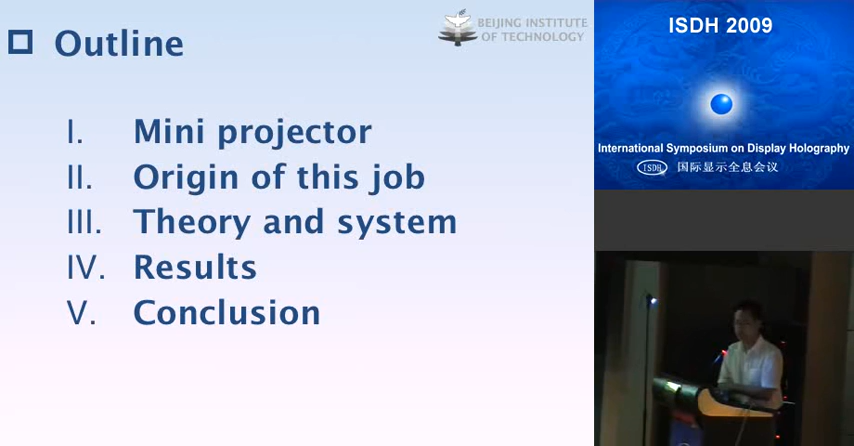 Outline
BEIJING INSTITUTE
OF TECHNOLOGY
I. Mini projector
II. Origin of this job
III. Theory and system
IV. Results
V. Conclusion
ISDH 2009
International Symposium on Display Holography
ISDH 国际显示全息会议